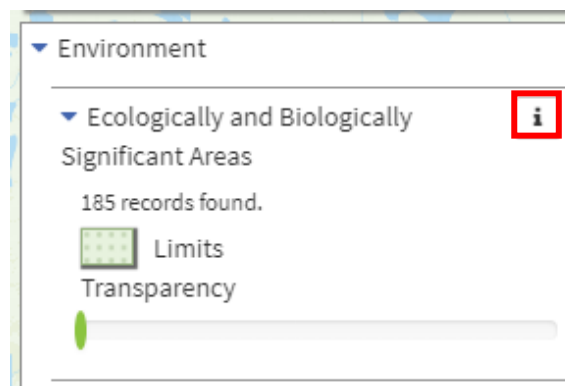 Environment
Ecologically and Biologically i
Significant Areas
185 records found.
Limits
Transparency